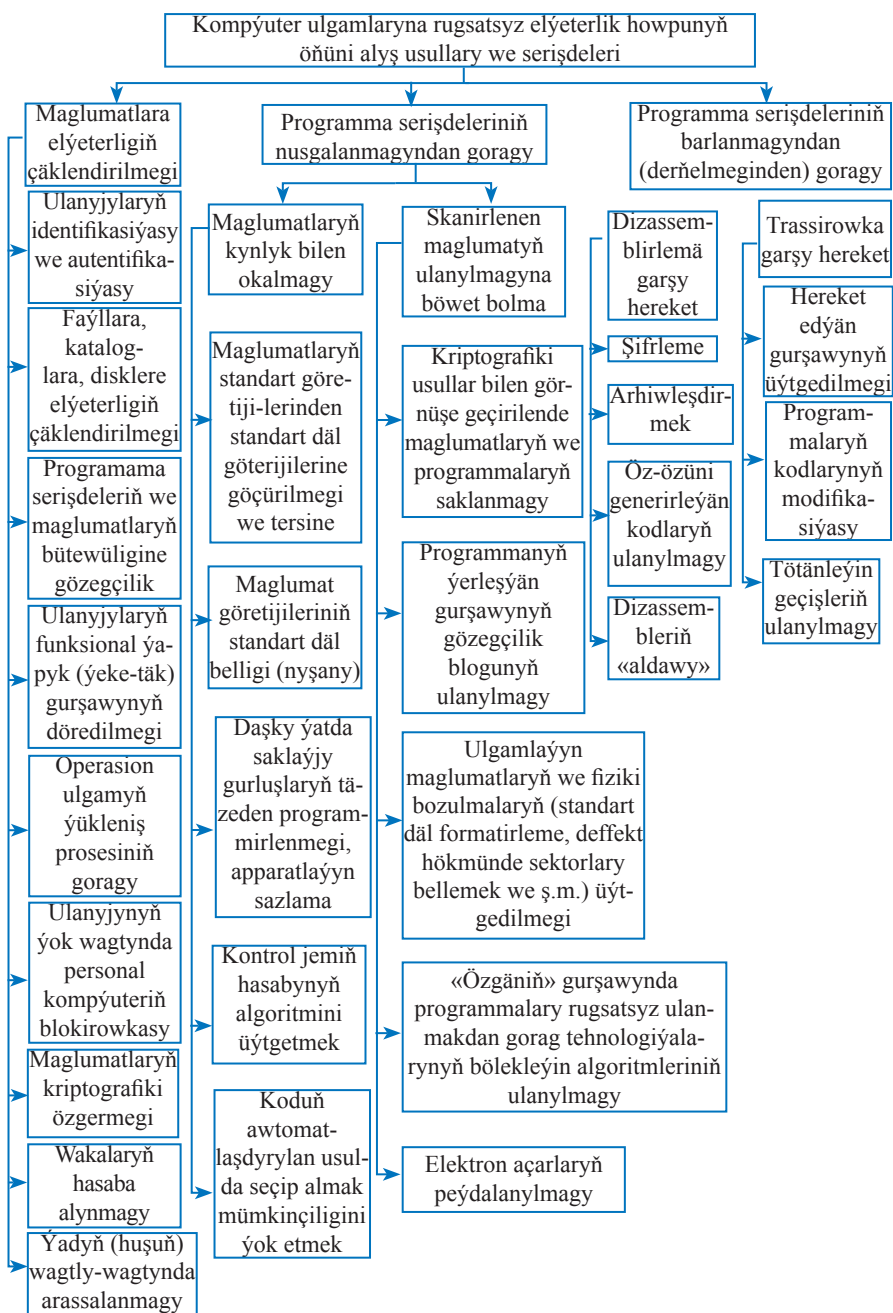 Kompýuter ulgamlaryna rugsatsyz elýeterlik howpunyň
öňüni alyş usullary we serişdeleri
Maglumatlara
elýeterligiň
çäklendirilmegi
Programma serişdeleriniň
nusgalanmagyndan goragy
Programma serişdeleriniň
barlanmagyndan
(derňelmeginden) goragy
Ulanyjylaryň
identifikasiýasy
we autentifika-
siýasy
Faýllara,
katalog-
lara, disklere
elýeterligiň
çäklendirilmegi
Programama
serişdeleriň we
maglumatlaryň
bütewüligine
gözegçilik
Ulanyjylaryň
funksional ýa-
pyk (ýeke-täk)
gurşawynyň
döredilmegi
Operasion
ulgamyň
ýükleniş
prosesiniň
goragy
Ulanyjynyň
ýok wagtynda
personal
kompýuteriň
blokirowkasy
Maglumatlaryň
kriptografiki
özgermegi
Wakalaryň
hasaba
alynmagy
Ýadyň (huşuň)
wagtly-wagtynda
arassalanmagy
Maglumatlaryň
kynlyk bilen
okalmagy
Maglumatlaryň
standart göre-
tiji-lerinden
standart däl
göterijilerine
göçürilmegi
we tersine
Maglumat
göretijileriniň
standart däl
belligi (nyşany)
Daşky ýatda
saklaýjy
gurluşlaryň tä-
zeden program-
mirlenmegi,
apparatlaýyn
sazlama
Kontrol jemiň
hasabynyň
algoritmini
üýtgetmek
Koduň
awtomat-
laşdyrylan usul-
da seçip almak
mümkinçiligini
ýok etmek
Skanirlenen
maglumatyň
ulanylmagyna
böwet bolma
Kriptografiki
usullar bilen gör-
nüşe geçirilende
maglumatlaryň we
programmalaryň
saklanmagy
Programmanyň
ýerleşýän
gurşawynyň
gözegçilik
blogunyň
ulanylmagy
Ulgamlaýyn
maglumatlaryň we fiziki
bozulmalaryň (standart
däl formatirleme, deffekt
hökmünde sektorlary
bellemek we ş.m.) üýt-
gedilmegi
«Özgäniň» gurşawynda
programmalary rugsatsyz ulan-
makdan gorag tehnologiýala-
rynyň bölekleýin algoritmleriniň
ulanylmagy
Elektron açarlaryň
peýdalanylmagy
Dizassem-
blirlemä
garşy
hereket
Şifrleme
Arhiwleşdir-
mek
Öz-özüni
generirleýän
kodlaryň
ulanylmagy
Dizassem-
bleriň
«aldawy»
Trassirowka
garşy hereket
Hereket
edýän
gurşawynyň
üýtgedilmegi
Program-
malaryň
kodlarynyň
modifika-
siýasy
Tötänleýin
geçişleriň
ulanylmagy